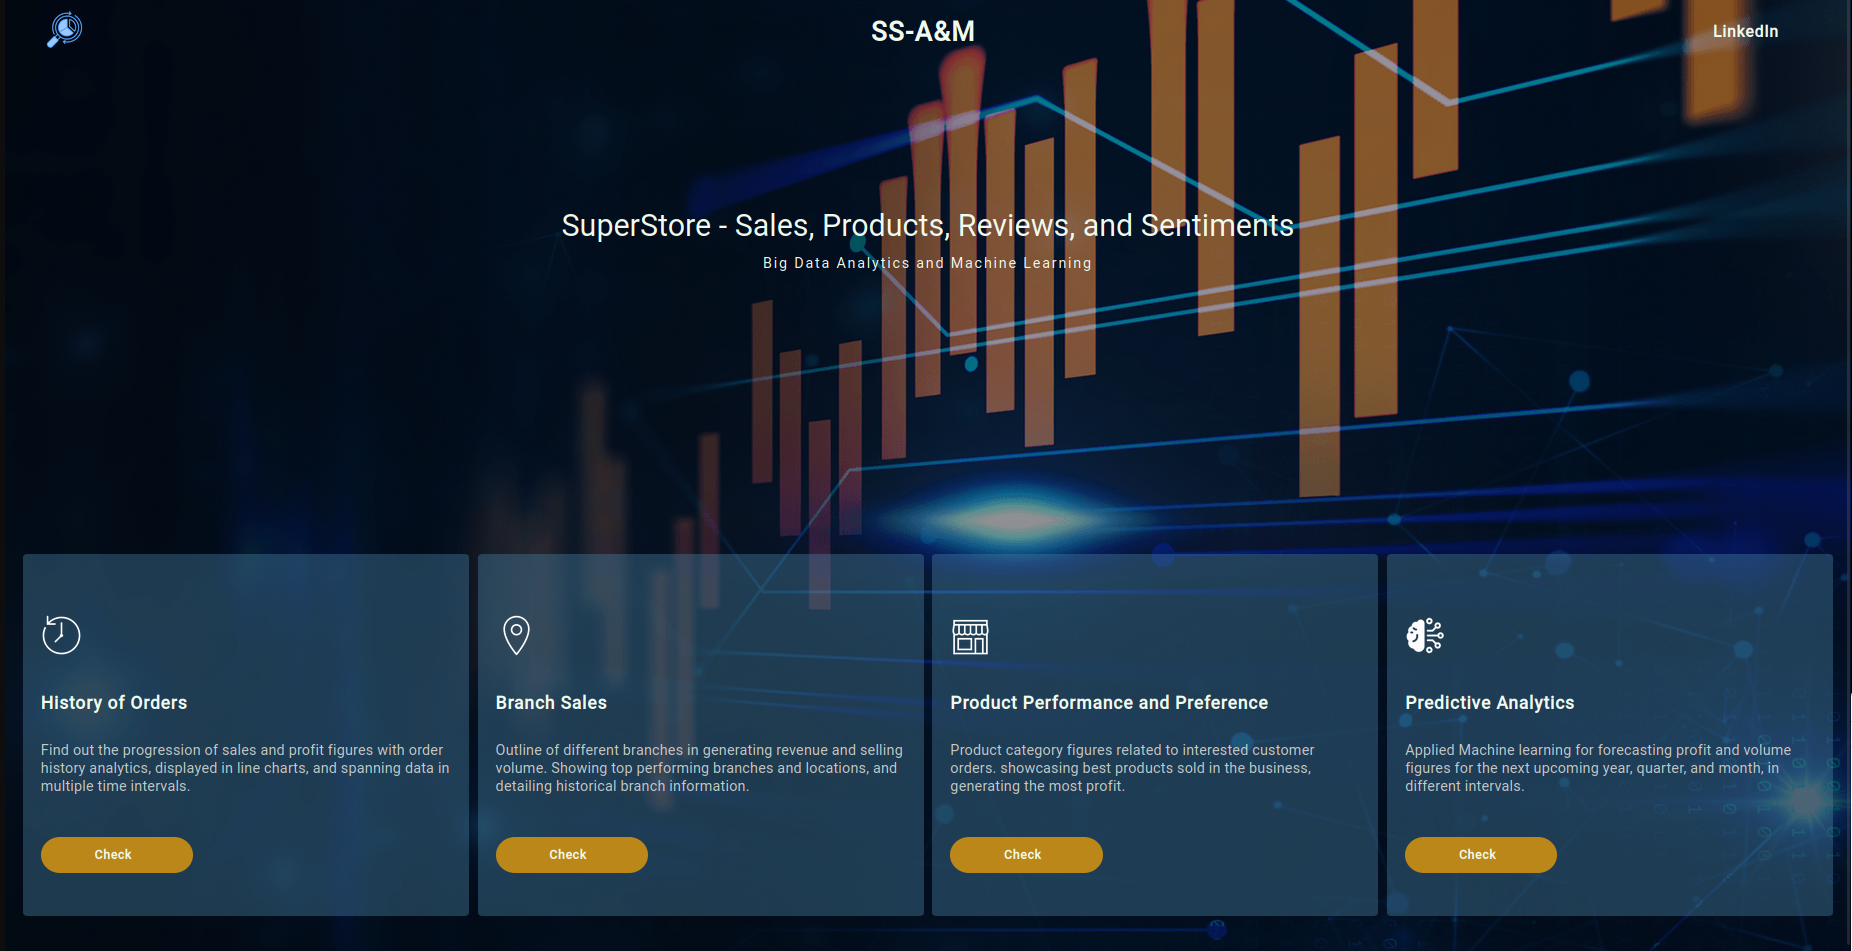 SS-A&M
LinkedIn
SuperStore - Sales, Products, Reviews, and Sentiments
Big Data Analytics and Machine Learning
History of Orders
Find out the progression of sales and profit figures with order
history analytics, displayed in line charts, and spanning data in
multiple time intervals.
Check
Branch Sales
Outline of different branches in generating revenue and selling
volume. Showing top performing branches and locations, and
detailing historical branch information.
Check
Product Performance and Preference
Product category figures related to interested customer
orders. showcasing best products sold in the business,
generating the most profit.
Check
Predictive Analytics
Applied Machine learning for forecasting profit and volume
figures for the next upcoming year, quarter, and month, in
different intervals.
Check